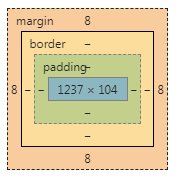 margin 8
border –
padding –
8 – – 1237 × 104 – – 8
–
–
8